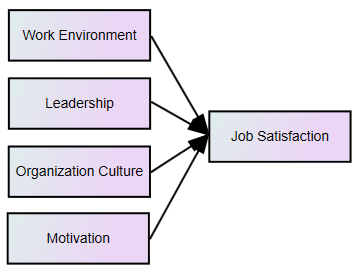 Work Environment
Leadership
Organization Culture
Motivation
Job Satisfaction